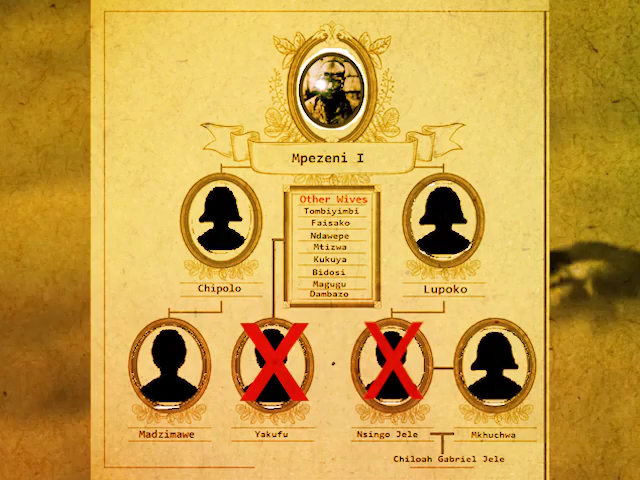 Mpezeni I
Other Wives
Tombiyimbi
Faisako
Ndawepe
Mtizwa
Kukuya
Bidosi
Magugu
Dambazo
Chipolo
Lupoko
Madzimawe
Yakufu
Nsingo Jele
Mkhuchwa
Chiloah Gabriel Jele